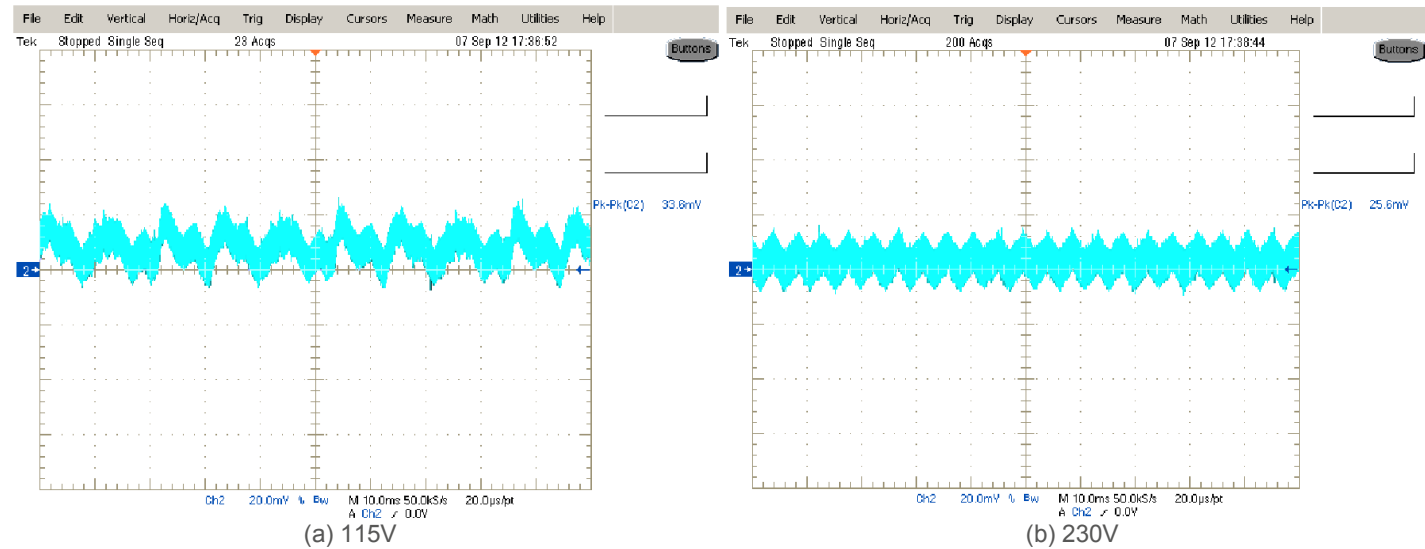 File Edit Vertical Horiz/Acq Trig Display Cursors Measure Math Utilities Help
Tek Stopped Single Seq 23 Acqs 07 Sep 12 17:36:52
Buttons
Pk-Pk(C2) 33.6mV
2
Ch2 20.0mV Bw M 10.0ms 50.0kS/s 20.0µs/pt
A Ch2 0.0V
(a) 115V
File Edit Vertical Horiz/Acq Trig Display Cursors Measure Math Utilities Help
Tek Stopped Single Seq 200 Acqs 07 Sep 12 17:38:44
Buttons
Pk-Pk(C2) 25.6mV
2
Ch2 20.0mV Bw M 10.0ms 50.0kS/s 20.0µs/pt
A Ch2 0.0V
(b) 230V